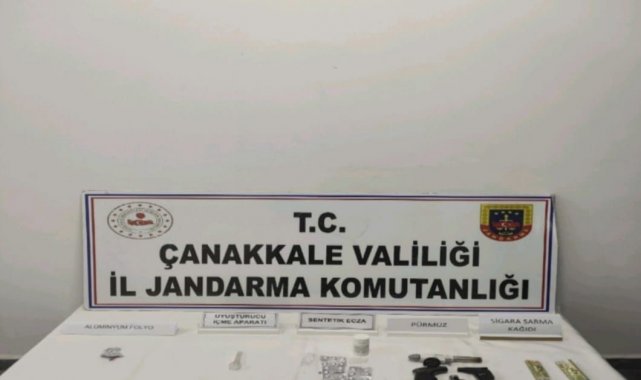 T.C.
ÇANAKKALE VALİLİĞİ
İL JANDARMA KOMUTANLIĞI
ALÜMİNYUM FOLYO
UYUŞTURUCU
İÇME APARATI
SENTETİK ECZA
PÜRMÜZ
SİGARA SARMA
KAĞIDI